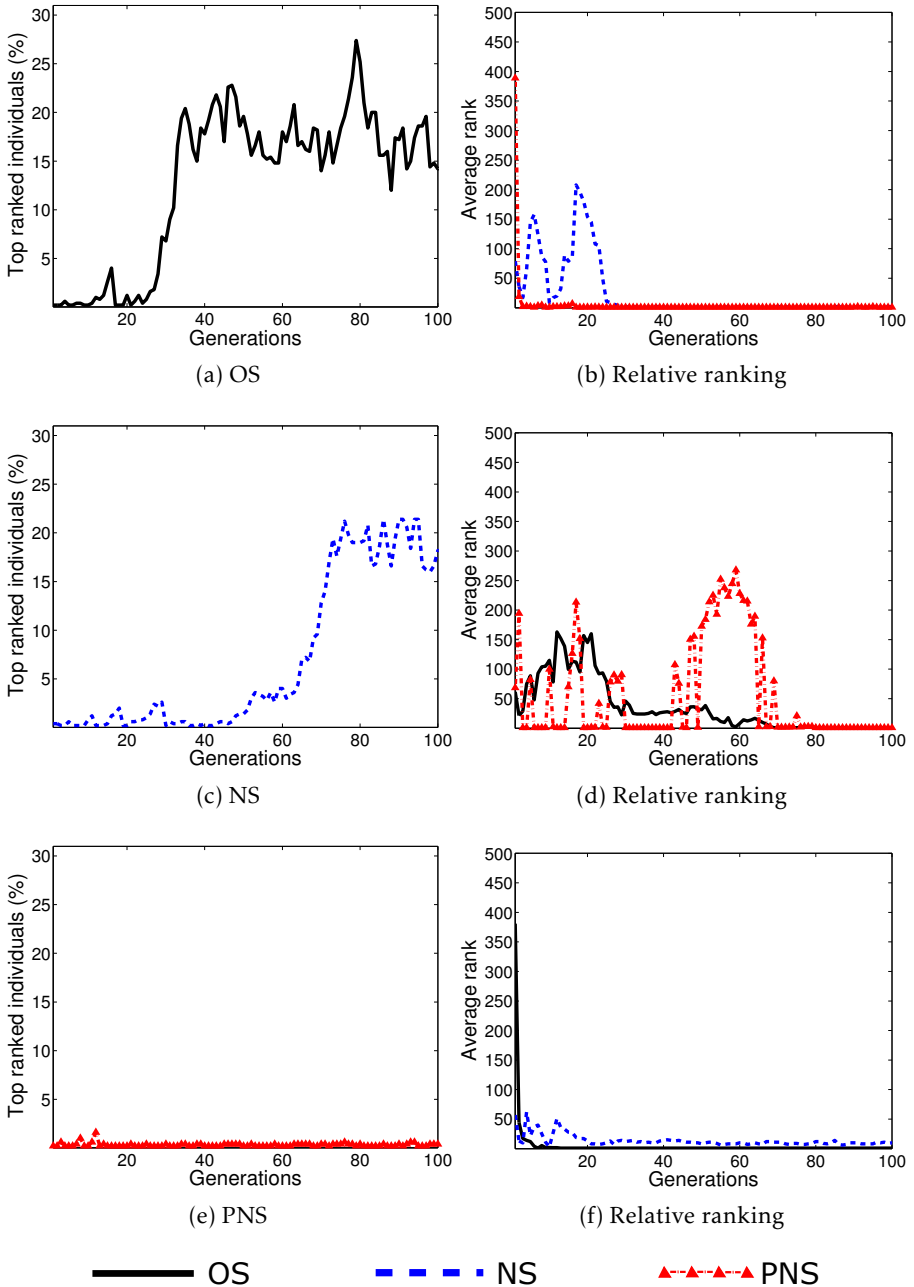 Top ranked individuals (%)
30
25
20
15
10
5
20 40 60 80 100
Generations
(a) OS
Average rank
500
450
400
350
300
250
200
150
100
50
20 40 60 80 100
Generations
(b) Relative ranking
Top ranked individuals (%)
30
25
20
15
10
5
20 40 60 80 100
Generations
(c) NS
Average rank
500
450
400
350
300
250
200
150
100
50
20 40 60 80 100
Generations
(d) Relative ranking
Top ranked individuals (%)
30
25
20
15
10
5
20 40 60 80 100
Generations
(e) PNS
Average rank
500
450
400
350
300
250
200
150
100
50
20 40 60 80 100
Generations
(f) Relative ranking
OS NS PNS